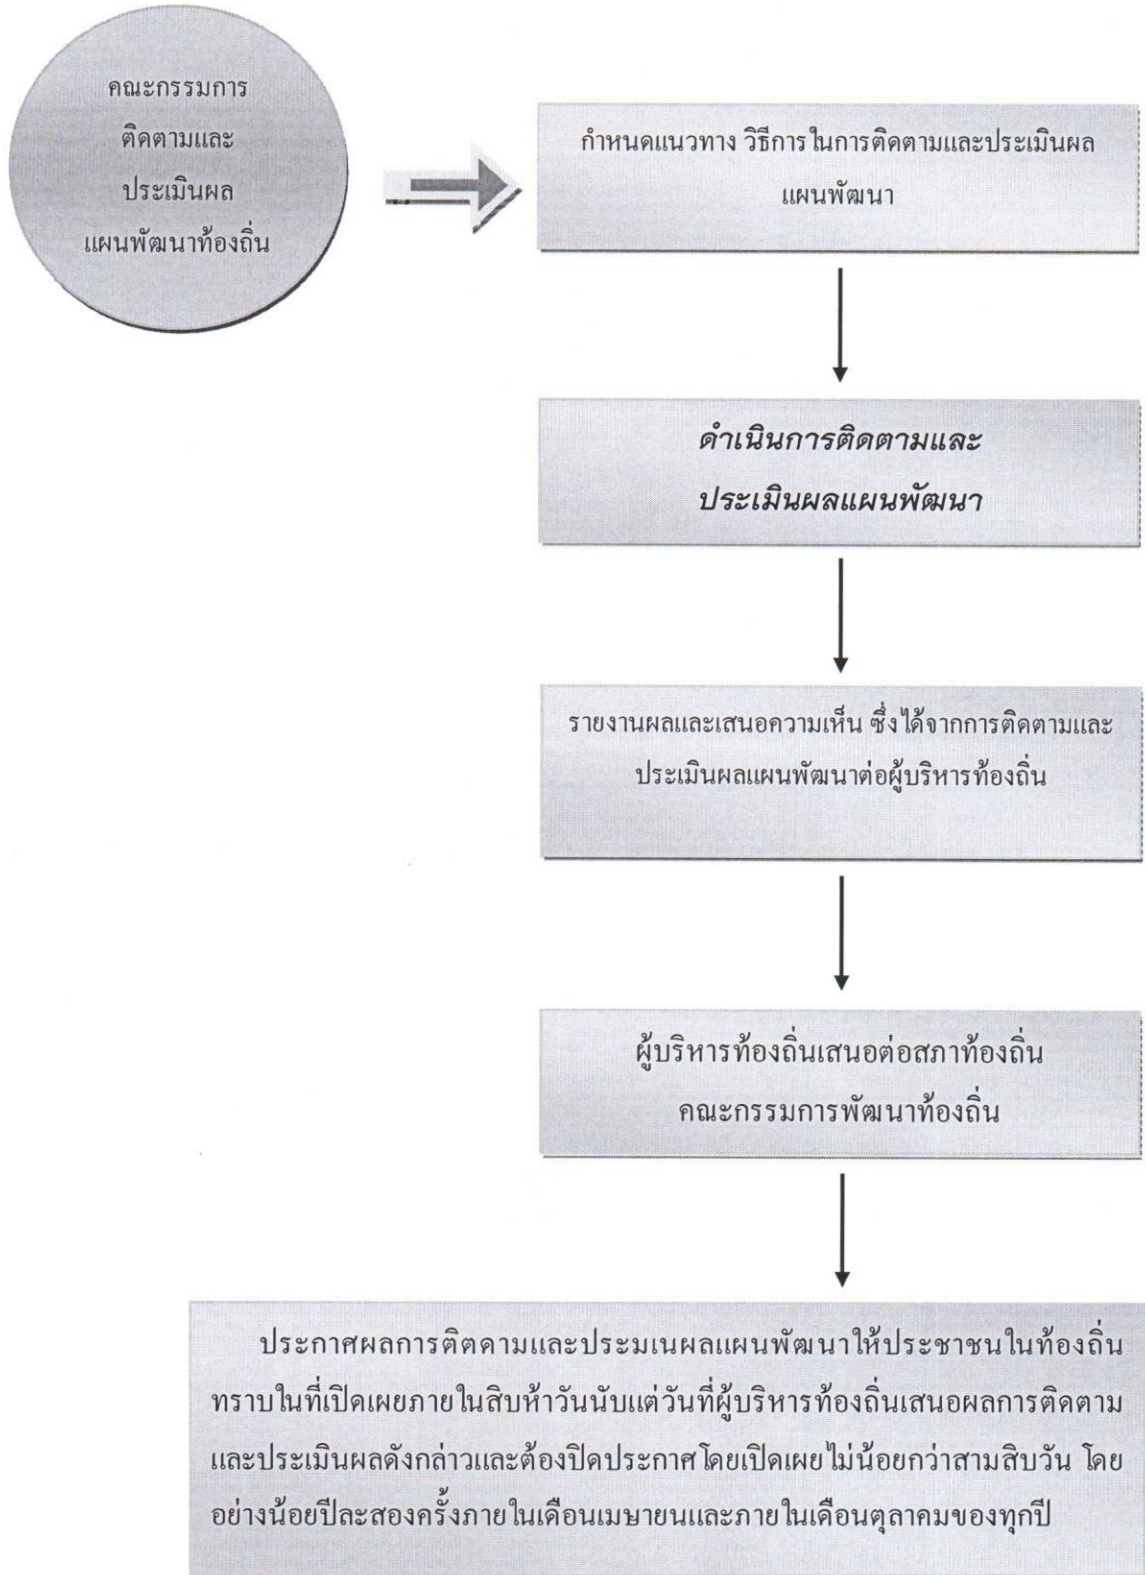 คณะกรรมการ
ติดตามและ
ประเมินผล
แผนพัฒนาท้องถิ่น
กำหนดแนวทาง วิธีการในการติดตามและประเมินผล
แผนพัฒนา
ดำเนินการติดตามและ
ประเมินผลแผนพัฒนา
รายงานผลและเสนอความเห็น ซึ่งได้จากการติดตามและ
ประเมินผลแผนพัฒนาต่อผู้บริหารท้องถิ่น
ผู้บริหารท้องถิ่นเสนอต่อสภาท้องถิ่น
คณะกรรมการพัฒนาท้องถิ่น
ประกาศผลการติตดามและประมเนผลแผนพัฒนาให้ประชาชนในท้องถิ่น
ทราบในที่เปิดเผยภายในสิบห้าวันนับแต่วันที่ผู้บริหารท้องถิ่นเสนอผลการติดตาม
และประเมินผลดังกล่าวและต้องปิดประกาศโดยเปิดเผยไม่น้อยกว่าสามสิบวัน โดย
อย่างน้อยปีละสองครั้งภายในเดือนเมษายนและภายในเดือนตุลาคมของทุกปี